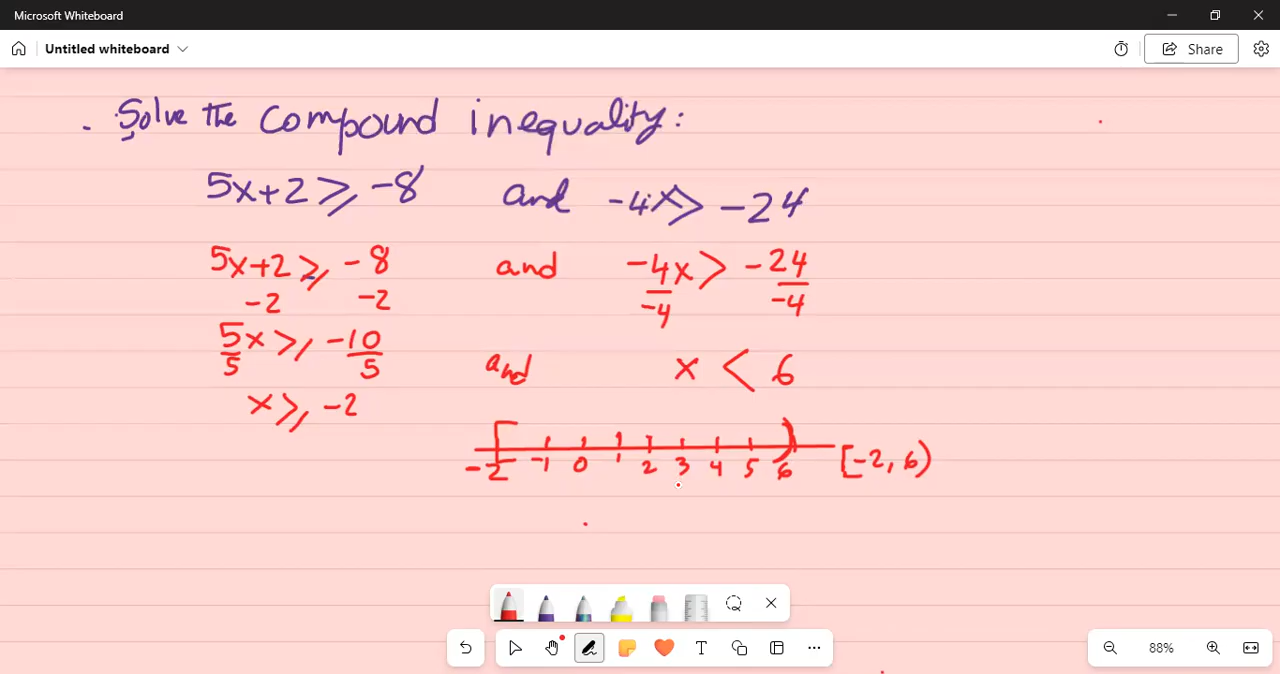 Microsoft Whiteboard
Untitled whiteboard
Share
Solve the compound inequality:
5x+2 ≥ -8 and -4x > -24
5x+2 ≥ -8 and -4x > -24
-2 -2 -4 -4
5x ≥ -10
5 5
and x < 6
x ≥ -2
-2 -1 0 1 2 3 4 5 6 [-2, 6)
88%